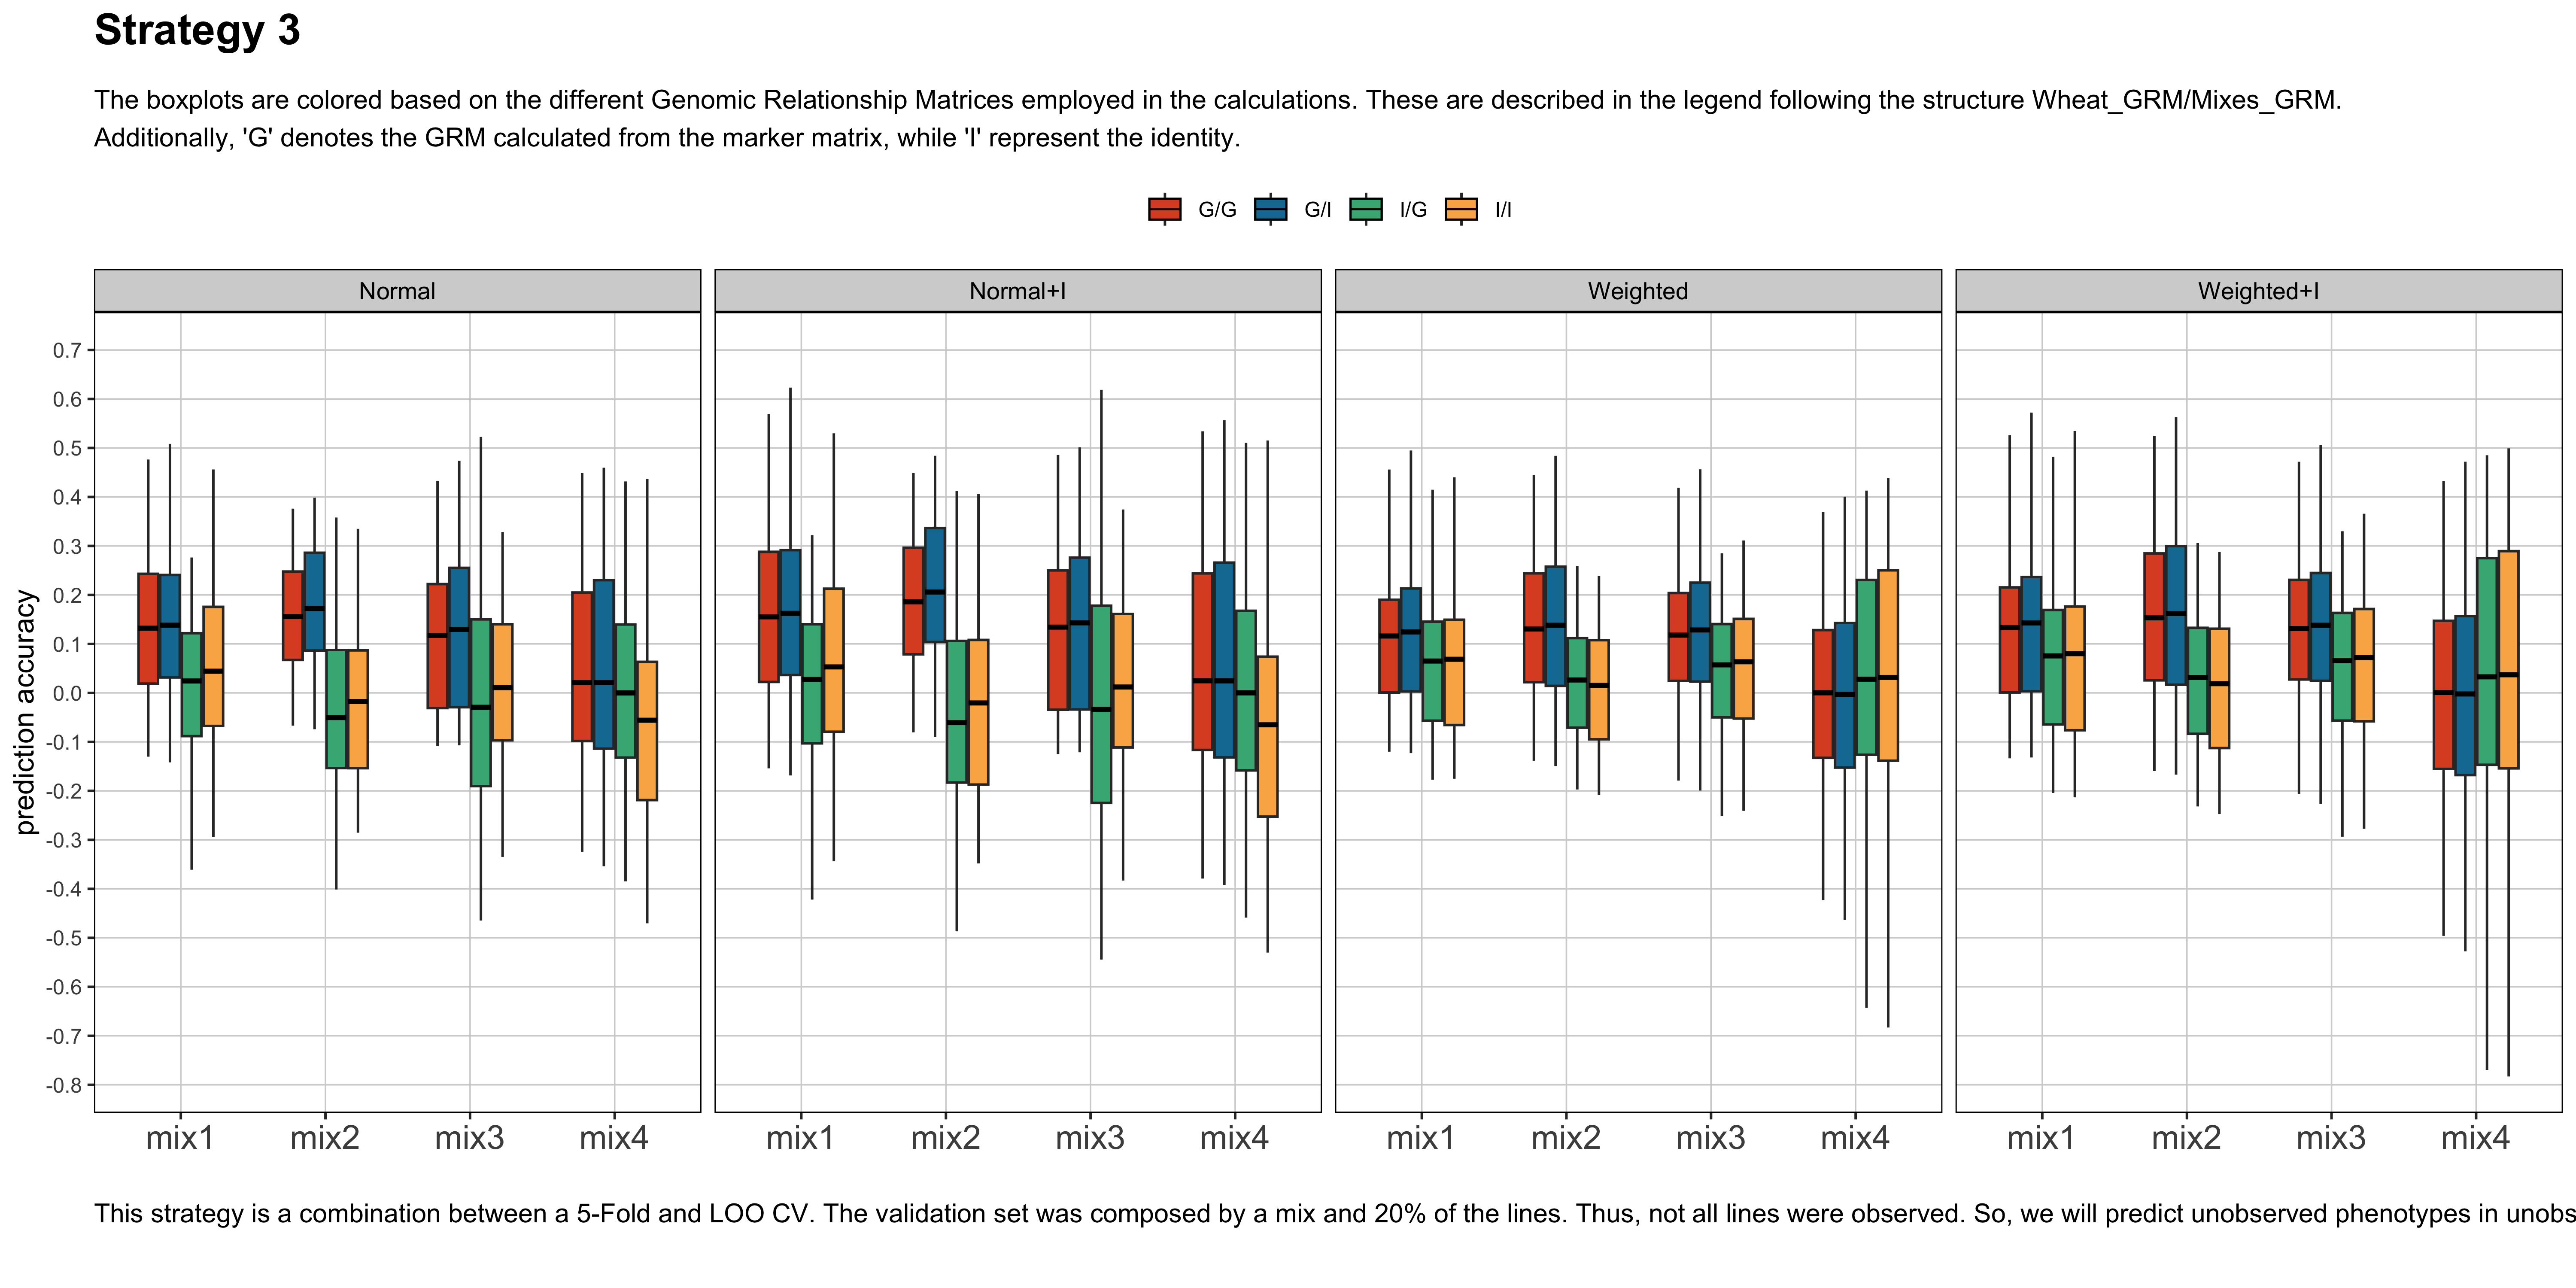 Strategy 3
The boxplots are colored based on the different Genomic Relationship Matrices employed in the calculations. These are described in the legend following the structure Wheat_GRM/Mixes_GRM.
Additionally, 'G' denotes the GRM calculated from the marker matrix, while 'I' represent the identity.
G/G G/I I/G I/I
Normal Normal+I Weighted Weighted+I
prediction accuracy
0.7
0.6
0.5
0.4
0.3
0.2
0.1
0.0
-0.1
-0.2
-0.3
-0.4
-0.5
-0.6
-0.7
-0.8
mix1 mix2 mix3 mix4 mix1 mix2 mix3 mix4 mix1 mix2 mix3 mix4 mix1 mix2 mix3 mix4
This strategy is a combination between a 5-Fold and LOO CV. The validation set was composed by a mix and 20% of the lines. Thus, not all lines were observed. So, we will predict unobserved phenotypes in unobs